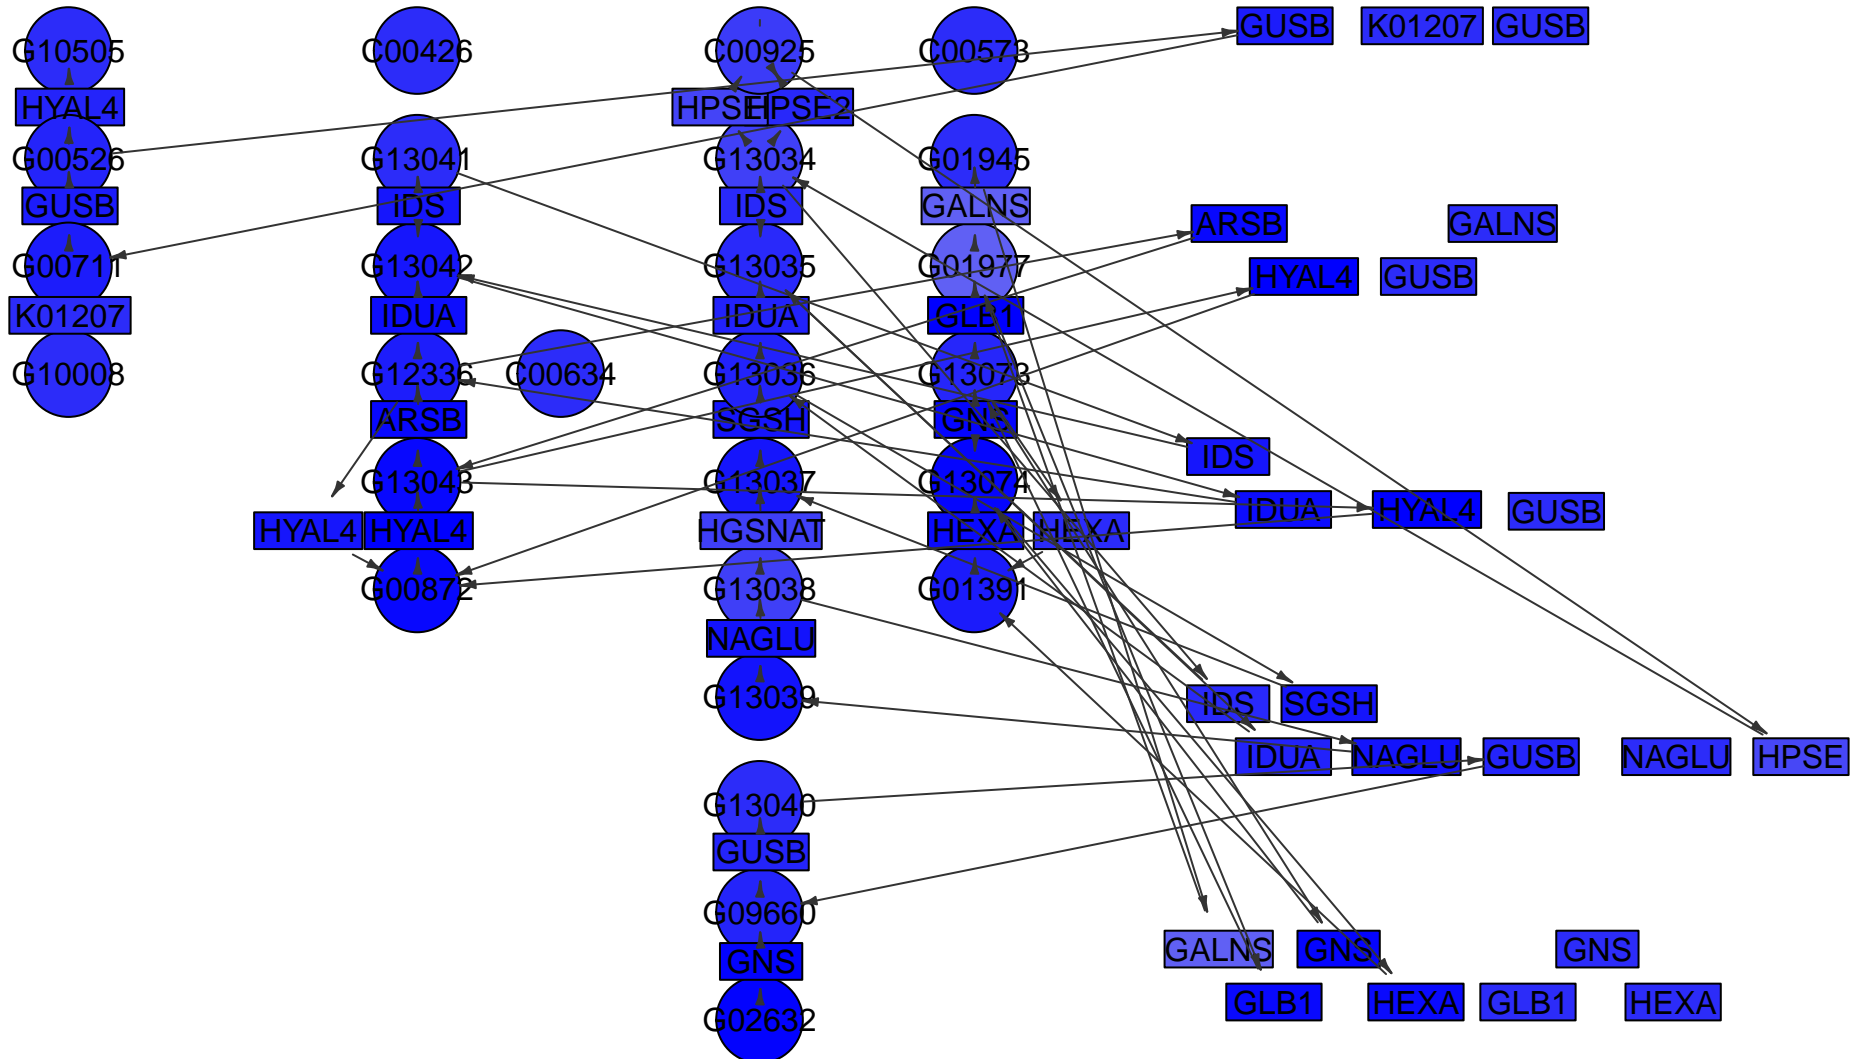 G10505
C00426
C00925
C00573
GUSB
K01207
GUSB
HYAL4
HPSE
HPSE2
G00526
G13041
G13034
G01945
GUSB
IDS
IDS
GALNS
ARSB
GALNS
G00711
G13042
G13035
G01977
HYAL4
GUSB
K01207
IDUA
IDUA
GLB1
G10008
G12336
C00634
G13036
G13073
ARSB
SGSH
GNS
IDS
G13043
G13037
G13074
IDUA
HYAL4
GUSB
HYAL4
HYAL4
HGSNAT
HEXA
HEXA
G00872
G13038
G01391
NAGLU
G13039
IDS
SGSH
IDUA
NAGLU
GUSB
NAGLU
HPSE
G13040
GUSB
G09660
GNS
GALNS
GNS
GNS
G02632
GLB1
HEXA
GLB1
HEXA